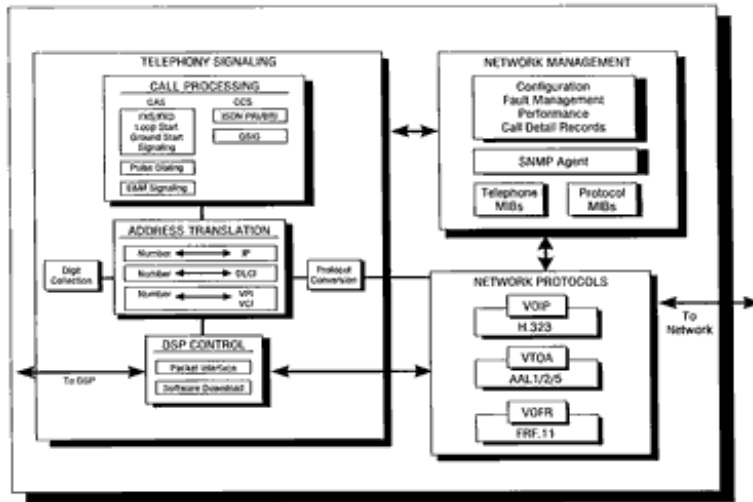 TELEPHONY SIGNALING
CALL PROCESSING
CAS
FXS/FXO
Loop Start
Ground Start
Signaling
Pulse Dialing
E&M Signaling
CCS
ISDN PRI/BRI
QSIG
ADDRESS TRANSLATION
Number IP
Number DLCI
Number VPI
VCI
Digit
Collection
Protocol
Conversion
DSP CONTROL
Packet Interface
Software Download
To DSP
NETWORK MANAGEMENT
Configuration
Fault Management
Performance
Call Detail Records
SNMP Agent
Telephone
MIBs
Protocol
MIBs
NETWORK PROTOCOLS
VOIP
H.323
VTOA
AAL1/2/5
VOFR
FRF.11
To
Network